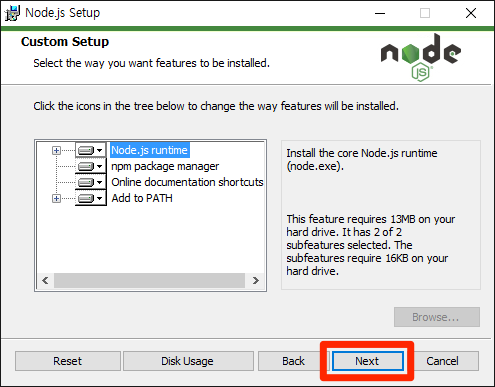 Node.js Setup
Custom Setup
Select the way you want features to be installed.
node
JS
Click the icons in the tree below to change the way features will be installed.
Node.js runtime
npm package manager
Online documentation shortcuts
Add to PATH
Install the core Node.js runtime
(node.exe).
This feature requires 13MB on your
hard drive. It has 2 of 2
subfeatures selected. The
subfeatures require 16KB on your
hard drive.
Browse...
Reset
Disk Usage
Back
Next
Cancel